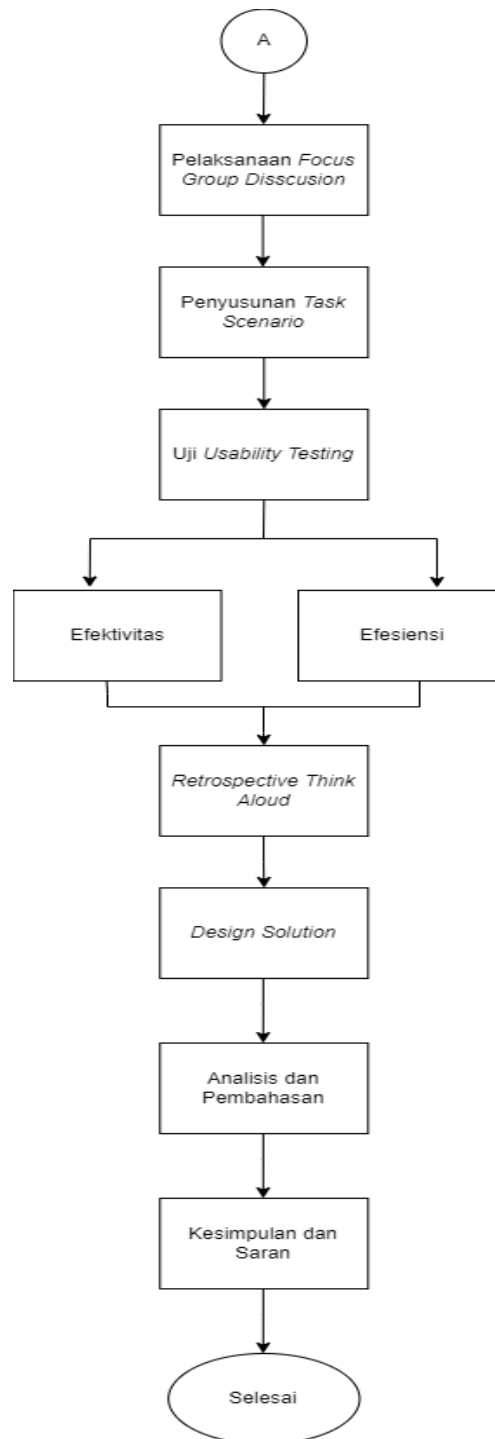 A
Pelaksanaan Focus
Group Disscusion
Penyusunan Task
Scenario
Uji Usability Testing
Efektivitas
Efesiensi
Retrospective Think
Aloud
Design Solution
Analisis dan
Pembahasan
Kesimpulan dan
Saran
Selesai